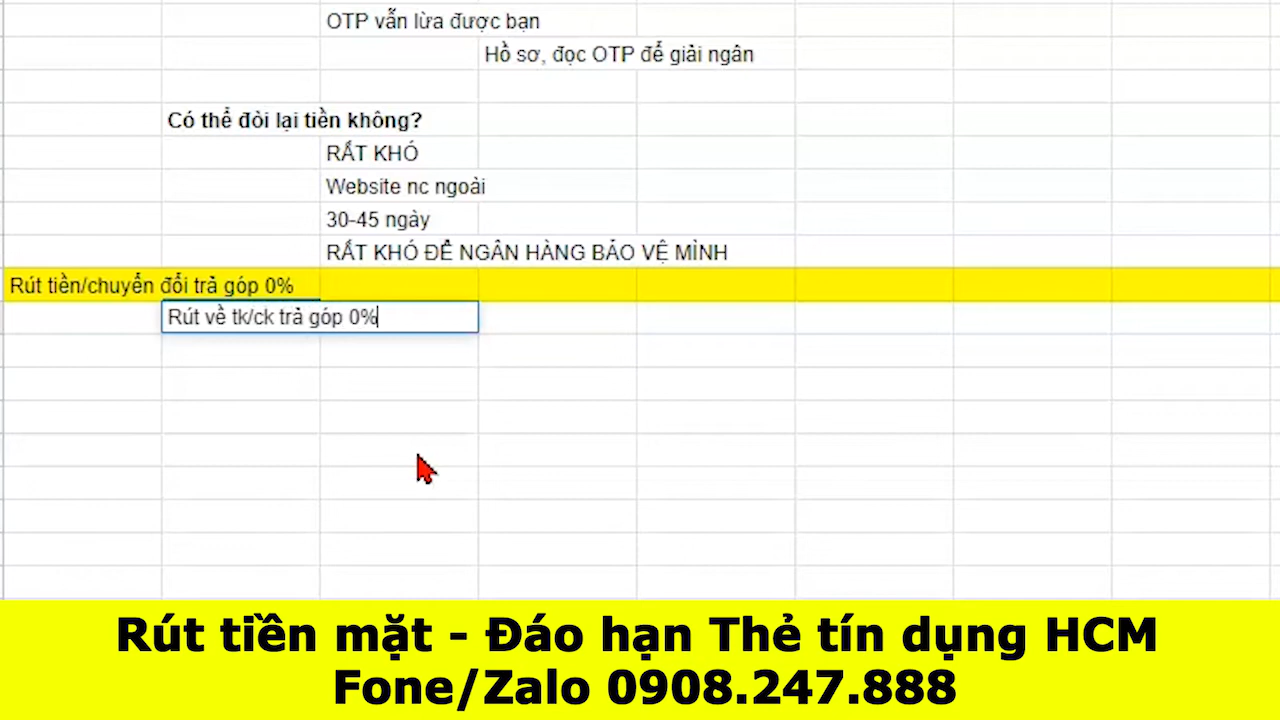 OTP vẫn lừa được bạn
Hồ sơ, đọc OTP để giải ngân
Có thể đòi lại tiền không?
RẤT KHÓ
Website nc ngoài
30-45 ngày
RẤT KHÓ ĐỂ NGÂN HÀNG BẢO VỆ MÌNH
Rút tiền/chuyển đổi trả góp 0%
Rút về tk/ck trả góp 0%
Rút tiền mặt - Đáo hạn Thẻ tín dụng HCM
Fone/Zalo 0908.247.888